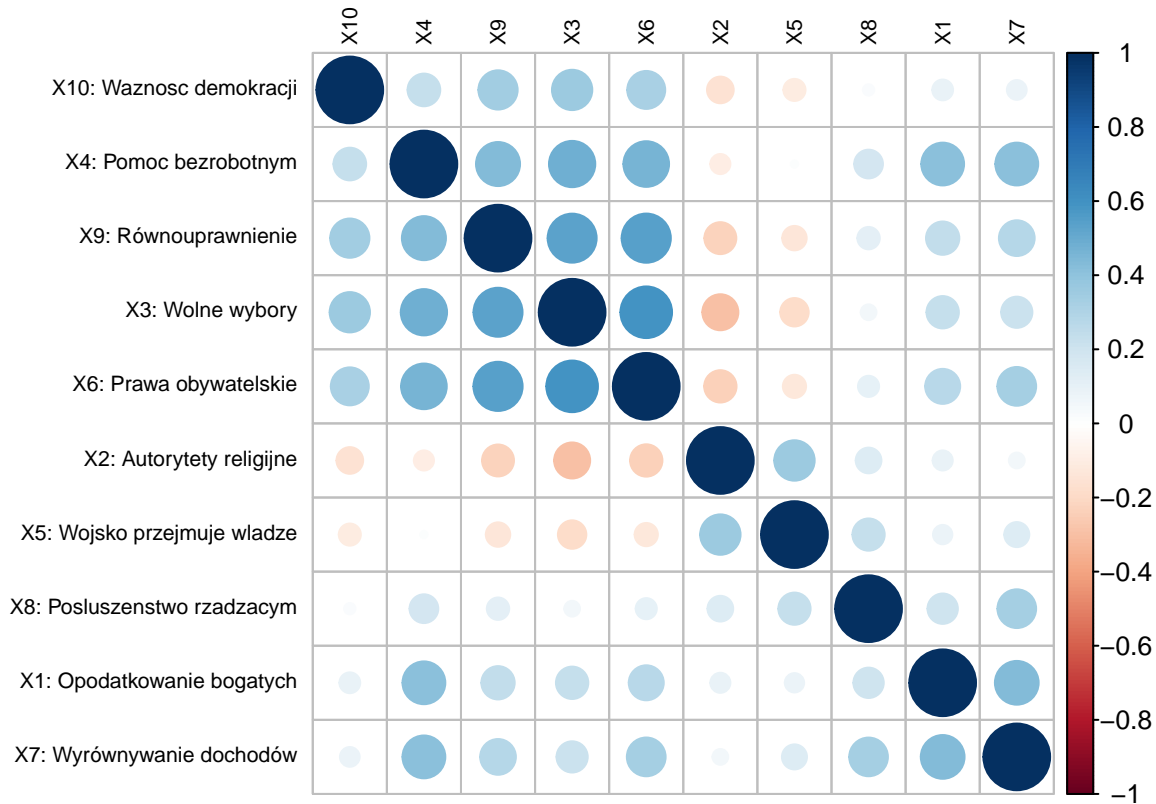 X10 X4 X9 X3 X6 X2 X5 X8 X1 X7
X10: Waznosc demokracji
X4: Pomoc bezrobotnym
X9: Równouprawnienie
X3: Wolne wybory
X6: Prawa obywatelskie
X2: Autorytety religijne
X5: Wojsko przejmuje wladze
X8: Posluszenstwo rzadzacym
X1: Opodatkowanie bogatych
X7: Wyrównywanie dochodów
1
0.8
0.6
0.4
0.2
0
−0.2
−0.4
−0.6
−0.8
−1